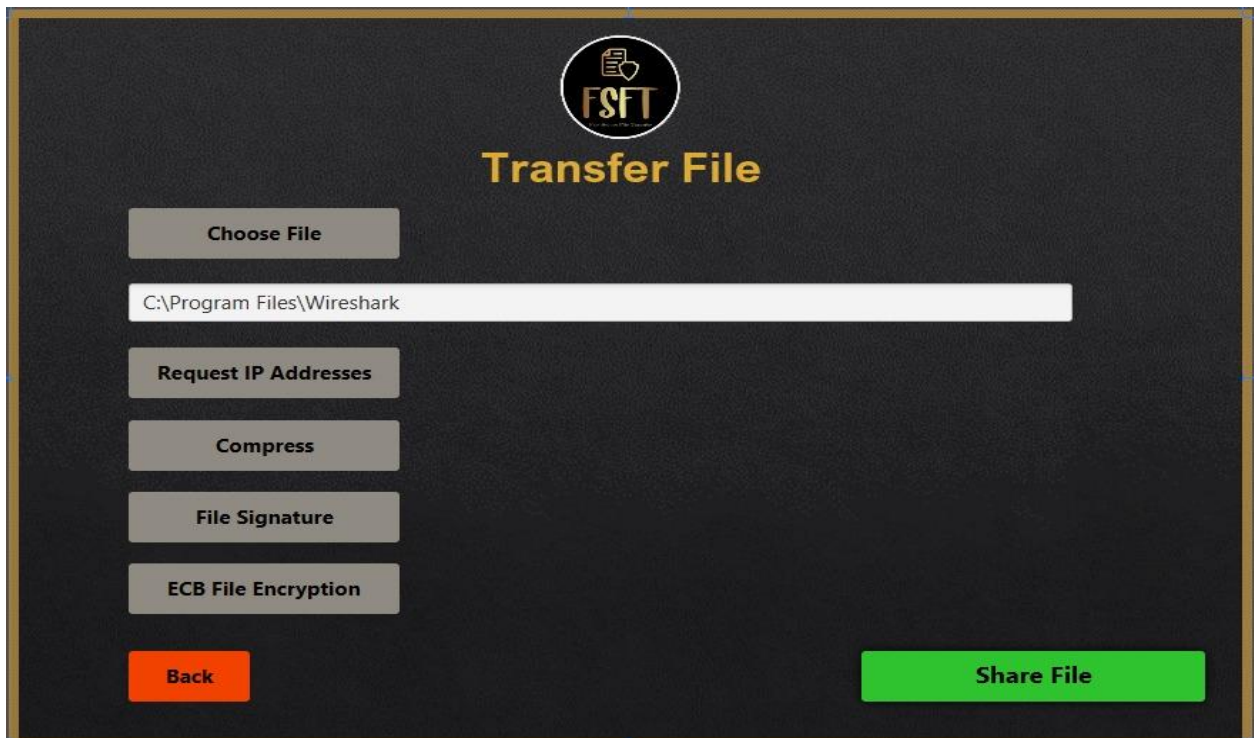 FSFT
Transfer File
Choose File
C:\Program Files\Wireshark
Request IP Addresses
Compress
File Signature
ECB File Encryption
Back
Share File